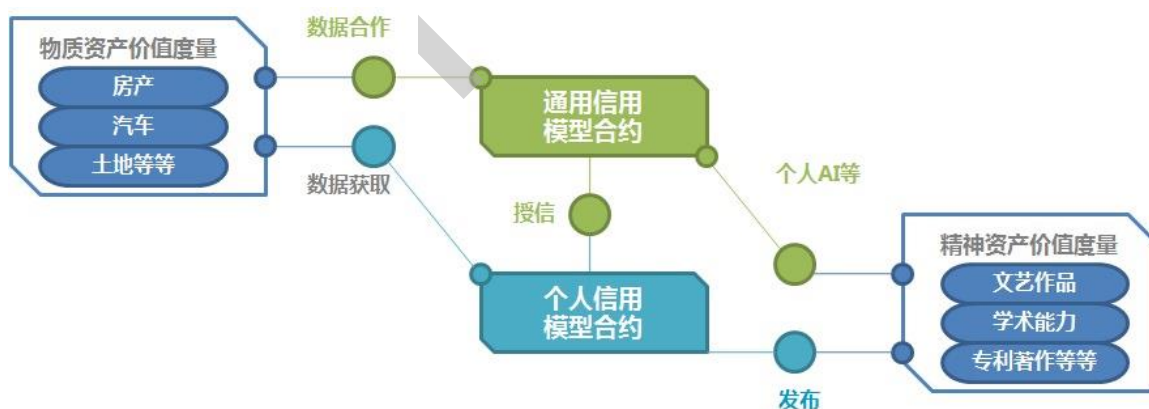 物质资产价值度量
房产
汽车
土地等等
数据合作
数据获取
通用信用
模型合约
授信
个人信用
模型合约
个人AI等
发布
精神资产价值度量
文艺作品
学术能力
专利著作等等